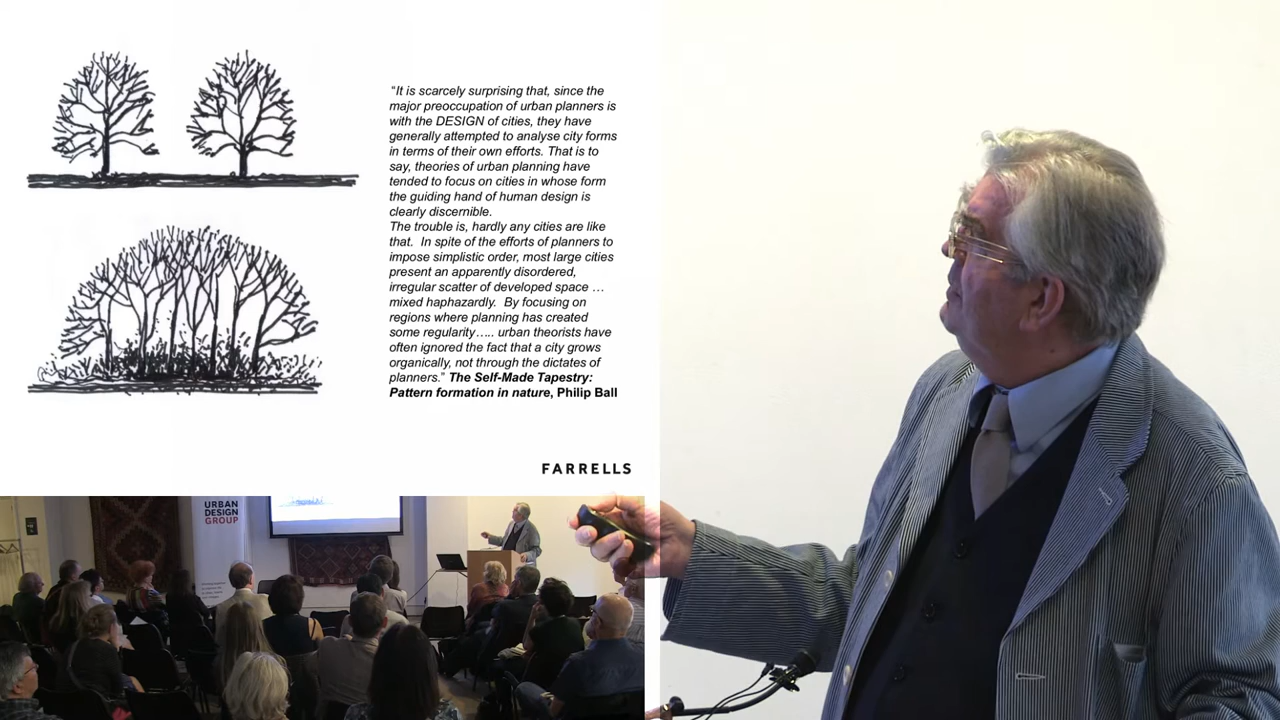 “It is scarcely surprising that, since the
major preoccupation of urban planners is
with the DESIGN of cities, they have
generally attempted to analyse city forms
in terms of their own efforts. That is to
say, theories of urban planning have
tended to focus on cities in whose form
the guiding hand of human design is
clearly discernible.
The trouble is, hardly any cities are like
that.  In spite of the efforts of planners to
impose simplistic order, most large cities
present an apparently disordered,
irregular scatter of developed space …
mixed haphazardly.  By focusing on
regions where planning has created
some regularity….. urban theorists have
often ignored the fact that a city grows
organically, not through the dictates of
planners.” The Self-Made Tapestry:
Pattern formation in nature, Philip Ball
FARRELLS
URBAN
DESIGN
GROUP